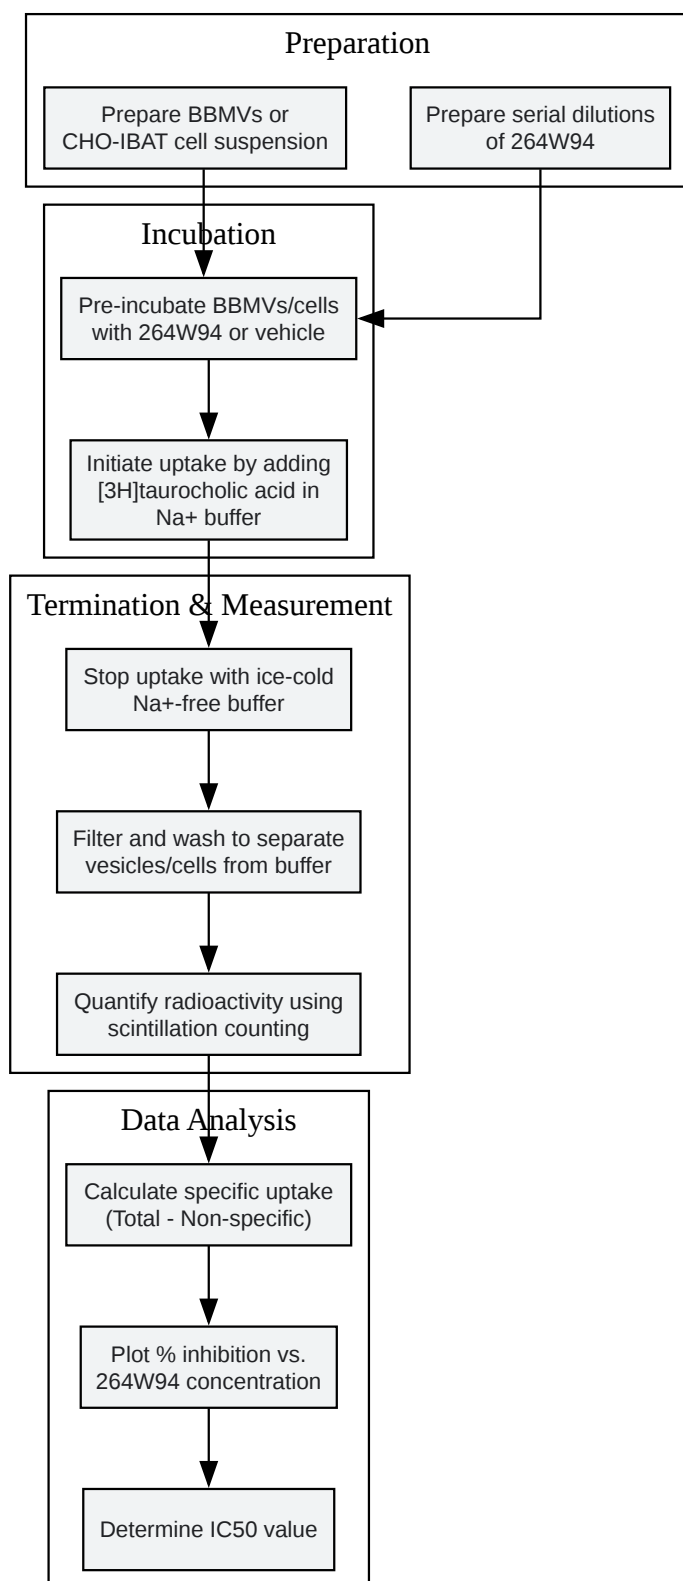 Preparation
Prepare BBMVs or
CHO-IBAT cell suspension
Prepare serial dilutions
of 264W94
Incubation
Pre-incubate BBMVs/cells
with 264W94 or vehicle
Initiate uptake by adding
[3H]taurocholic acid in
Na+ buffer
Termination & Measurement
Stop uptake with ice-cold
Na+-free buffer
Filter and wash to separate
vesicles/cells from buffer
Quantify radioactivity using
scintillation counting
Data Analysis
Calculate specific uptake
(Total - Non-specific)
Plot % inhibition vs.
264W94 concentration
Determine IC50 value